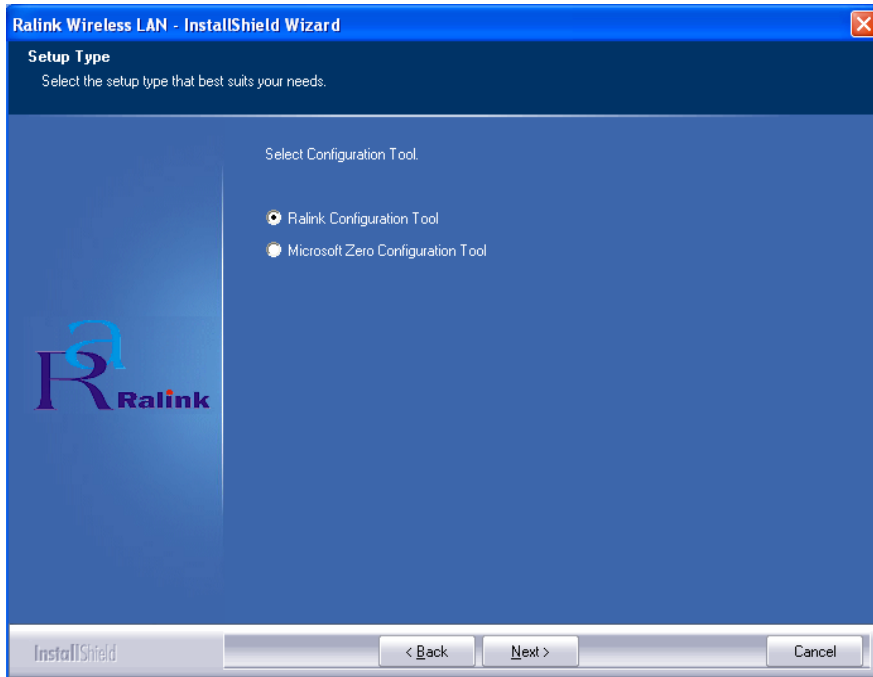 Ralink Wireless LAN - InstallShield Wizard
Setup Type
Select the setup type that best suits your needs.
Select Configuration Tool.
Ralink Configuration Tool
Microsoft Zero Configuration Tool
Ra
Ralink
InstallShield
< Back
Next >
Cancel